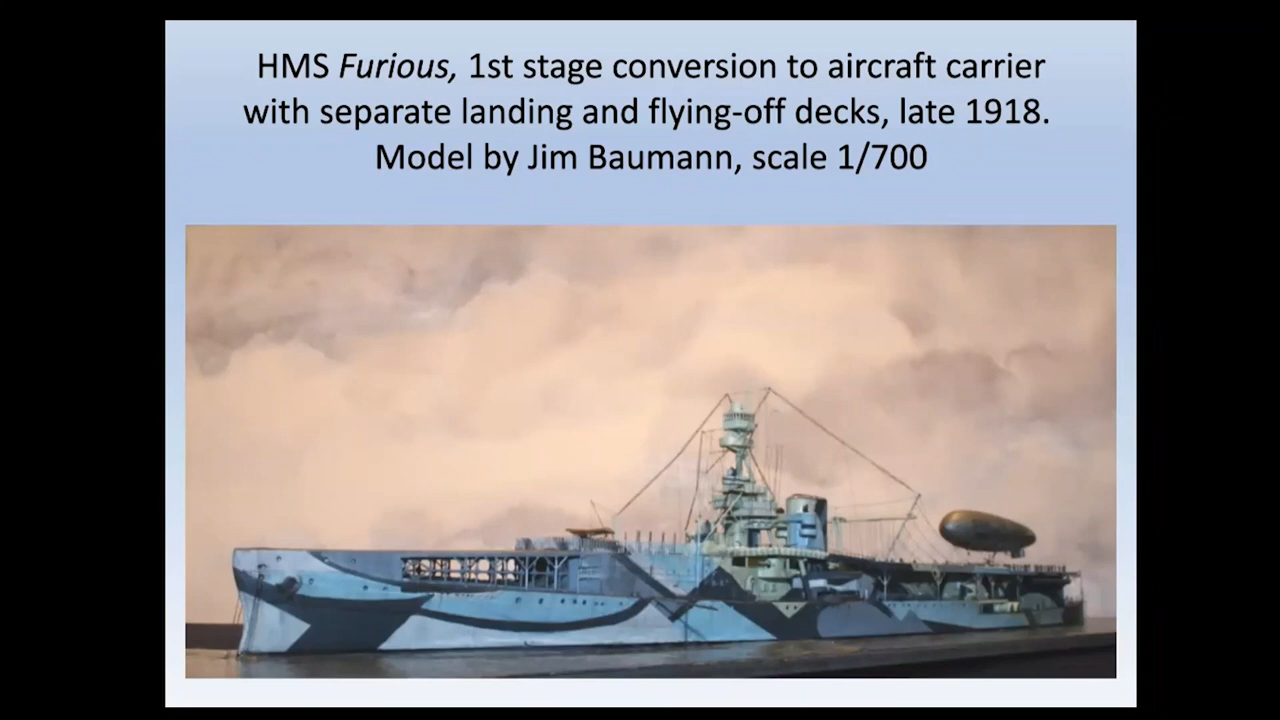 HMS Furious, 1st stage conversion to aircraft carrier
with separate landing and flying-off decks, late 1918.
Model by Jim Baumann, scale 1/700